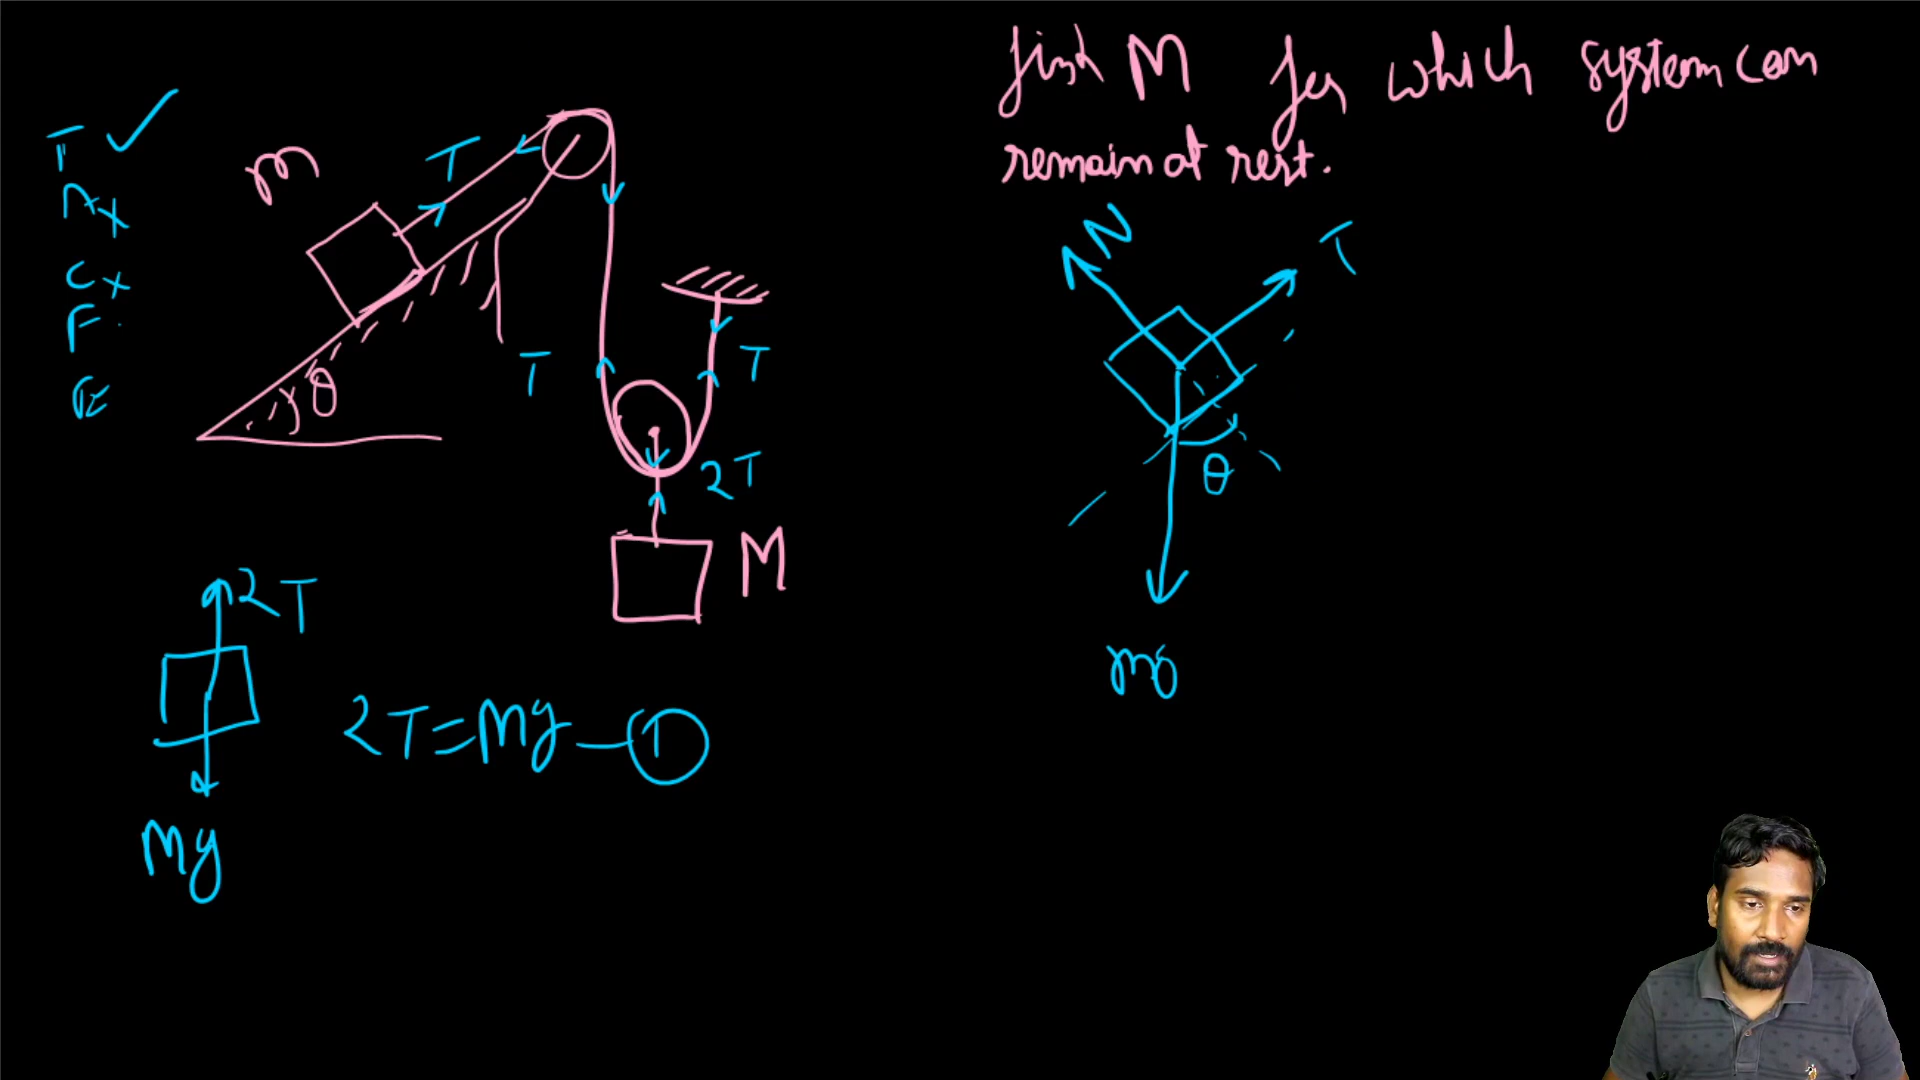 find M for which system can
remain at rest.
T ✓
A x
C x
F
E
m
T
θ
T
T
2T
M
N
T
θ
mg
2T
2T = Mg — ①
Mg